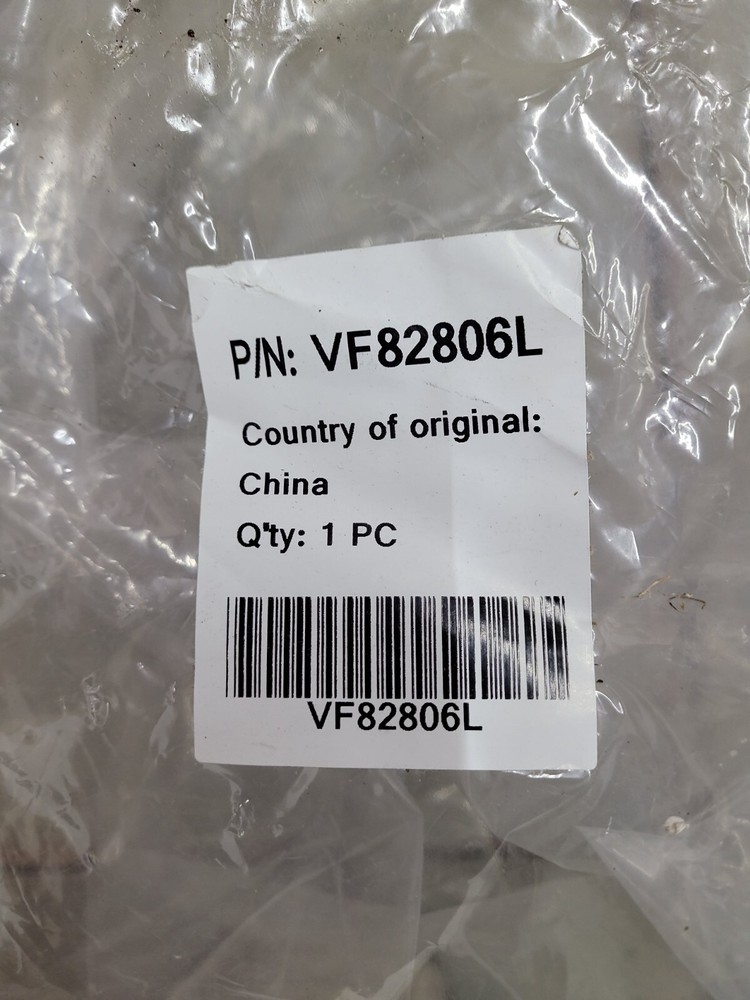 P/N: VF82806L
Country of original:
China
Q'ty: 1 PC
VF82806L